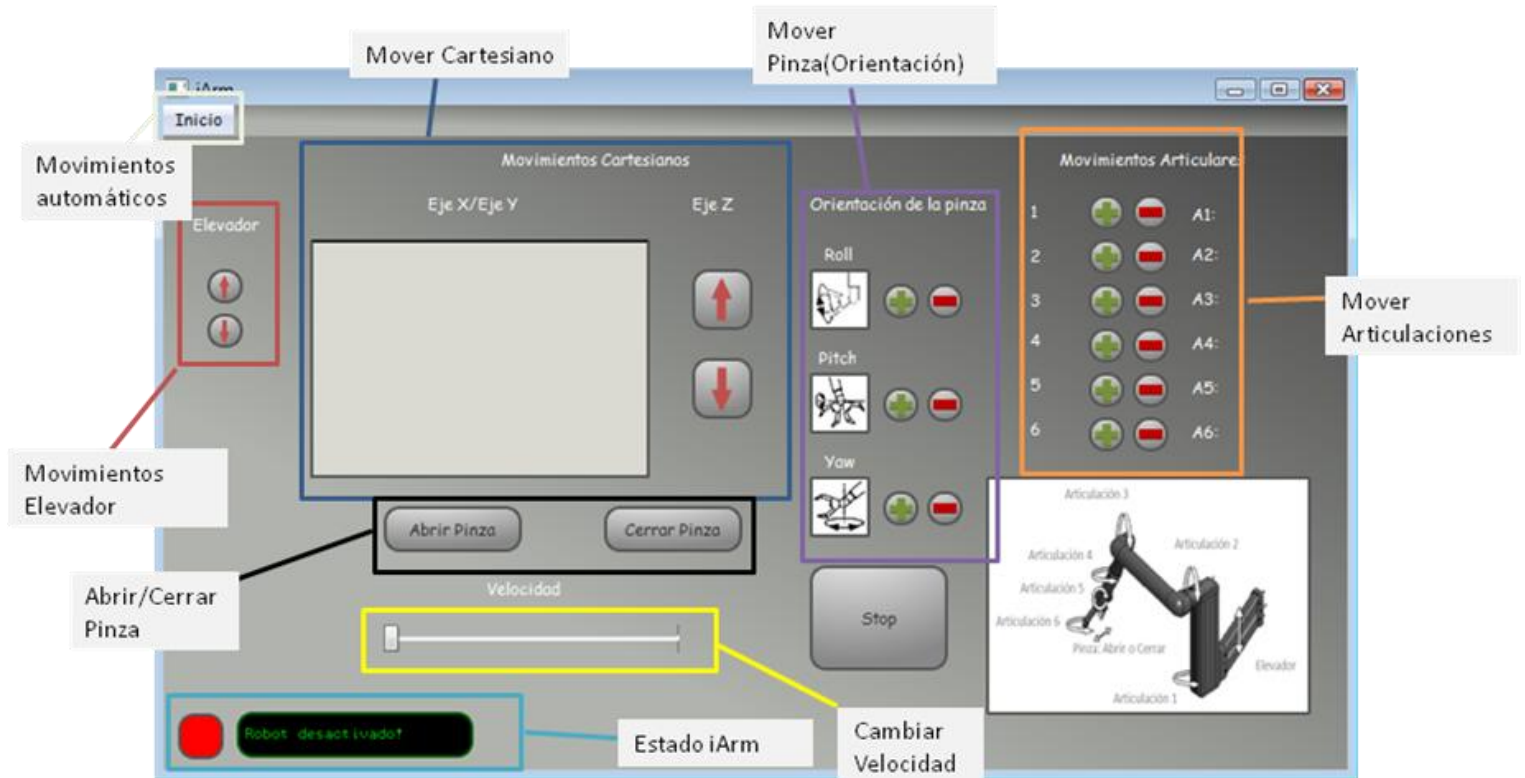 Mover Cartesiano
Mover
Pinza(Orientación)
iArm
Inicio
Movimientos
automáticos
Elevador
Movimientos
Elevador
Movimientos Cartesianos
Eje X/Eje Y
Eje Z
Abrir Pinza
Cerrar Pinza
Abrir/Cerrar
Pinza
Velocidad
Orientación de la pinza
Roll
Pitch
Yaw
Stop
Movimientos Articulare
1 A1:
2 A2:
3 A3:
4 A4:
5 A5:
6 A6:
Mover
Articulaciones
Articulación 3
Articulación 2
Articulación 4
Articulación 5
Articulación 6
Pinza: Abrir o Cerrar
Elevador
Articulación 1
Robot desactivado!
Estado iArm
Cambiar
Velocidad